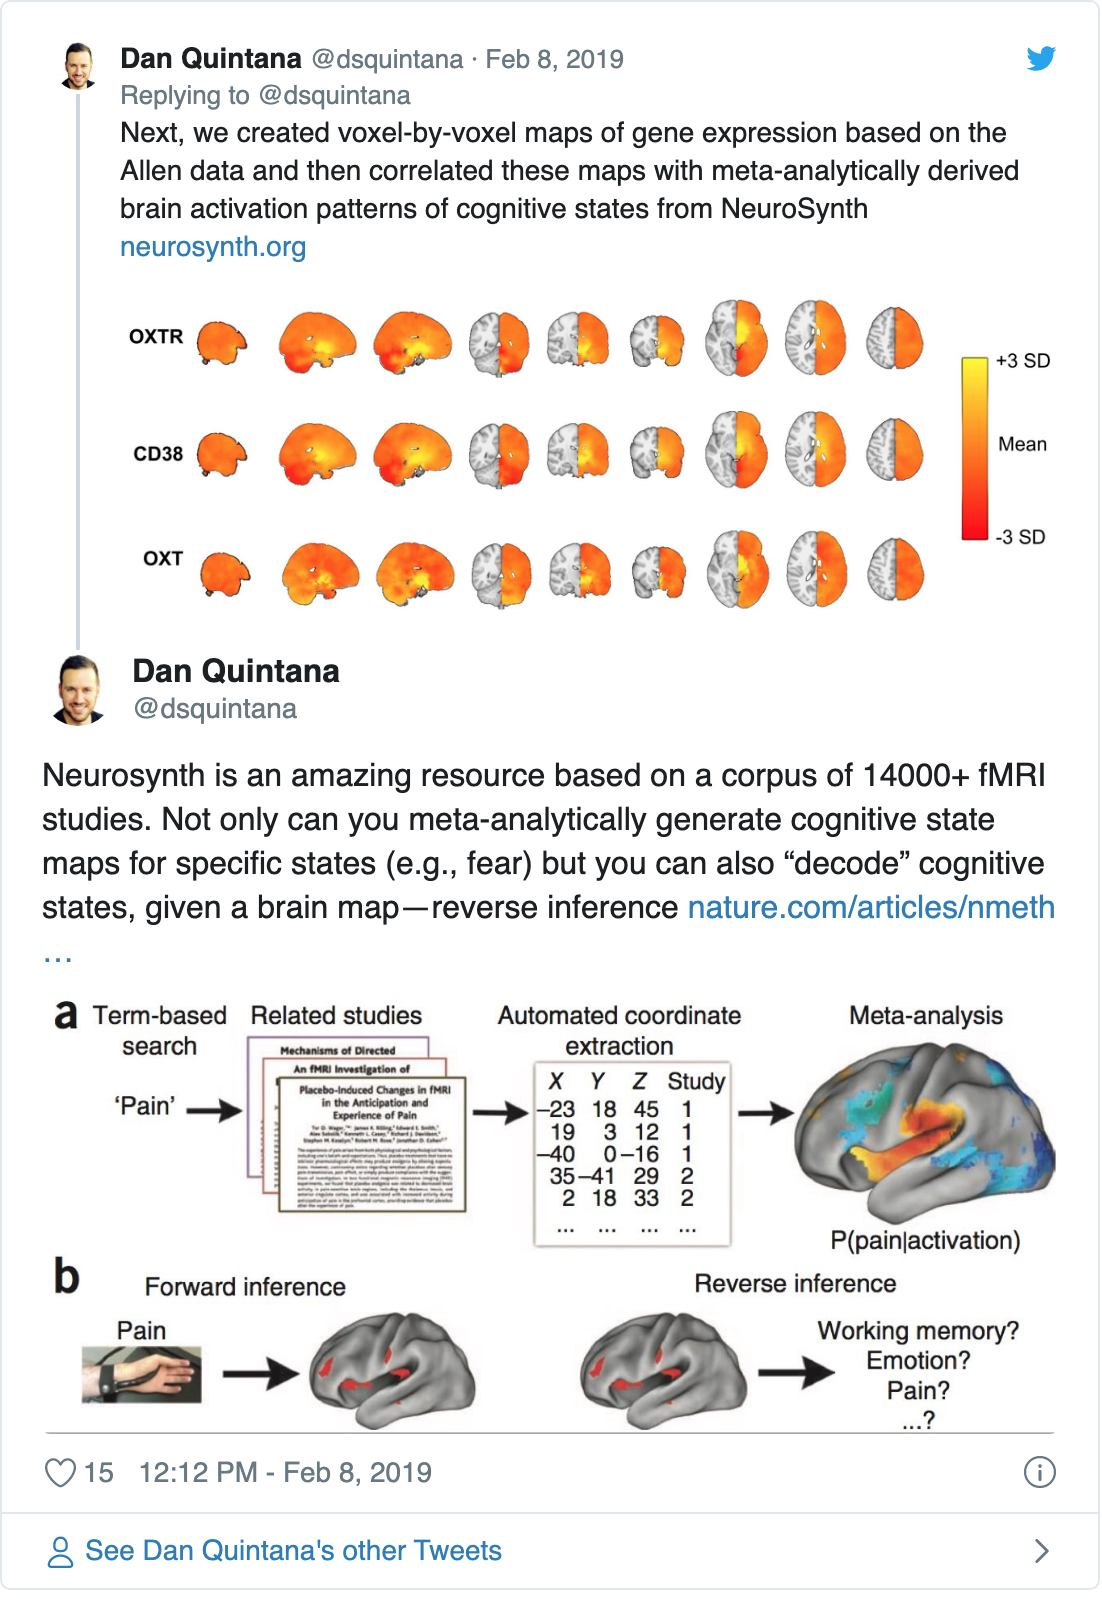 Dan Quintana @dsquintana · Feb 8, 2019
Replying to @dsquintana
Next, we created voxel-by-voxel maps of gene expression based on the
Allen data and then correlated these maps with meta-analytically derived
brain activation patterns of cognitive states from NeuroSynth
neurosynth.org
OXTR
+3 SD
CD38
Mean
OXT
-3 SD
Dan Quintana
@dsquintana
Neurosynth is an amazing resource based on a corpus of 14000+ fMRI
studies. Not only can you meta-analytically generate cognitive state
maps for specific states (e.g., fear) but you can also “decode” cognitive
states, given a brain map—reverse inference nature.com/articles/nmeth
…
a
Term-based
search
‘Pain’
Related studies
Mechanisms of Directed
An fMRI Investigation of
Placebo-Induced Changes in fMRI
in the Anticipation and
Experience of Pain
Automated coordinate
extraction
X Y Z Study
–23 18 45 1
19 3 12 1
–40 0 –16 1
35 –41 29 2
2 18 33 2
... ... ... ...
Meta-analysis
P(pain|activation)
b
Forward inference
Pain
Reverse inference
Working memory?
Emotion?
Pain?
...?
15 12:12 PM - Feb 8, 2019
See Dan Quintana's other Tweets